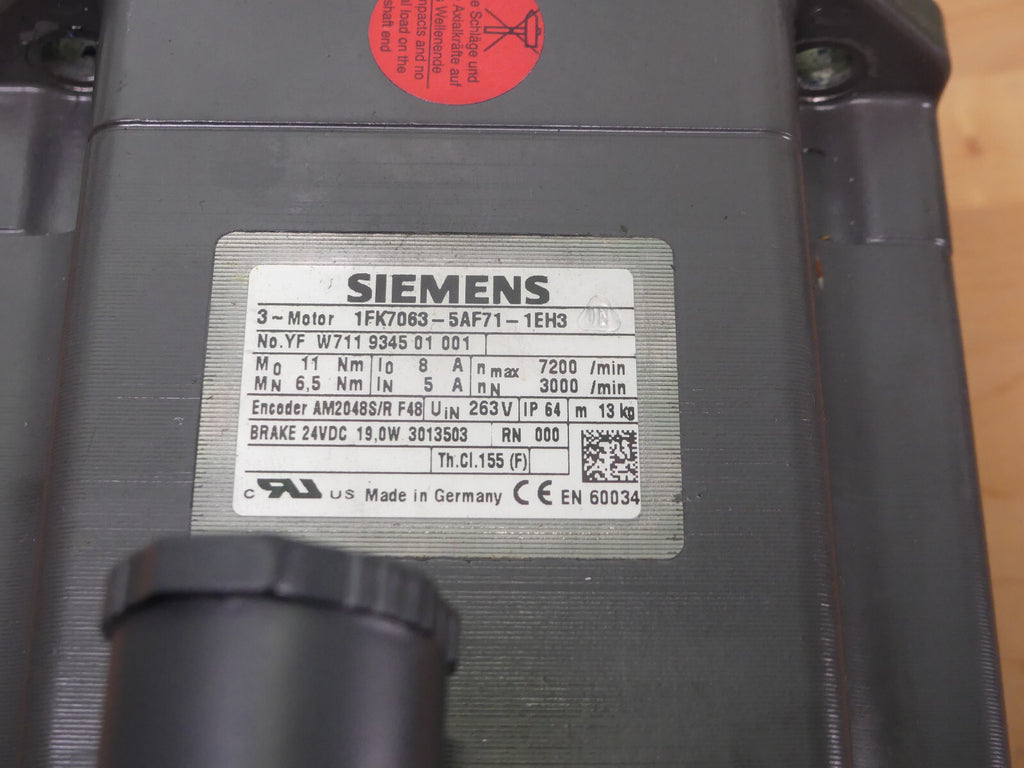 e Schläge und
Axialkräfte auf
Wellenende
mpacts and no
al load on the
shaft end
SIEMENS
3~Motor 1FK7063-5AF71-1EH3
No.YF W711 9345 01 001
M0 11 Nm I0 8 A nmax 7200 /min
MN 6,5 Nm IN 5 A nN 3000 /min
Encoder AM2048S/R F48 UIN 263V IP 64 m 13 kg
BRAKE 24VDC 19,0W 3013503 RN 000
Th.Cl.155 (F)
c RU US Made in Germany CE EN 60034